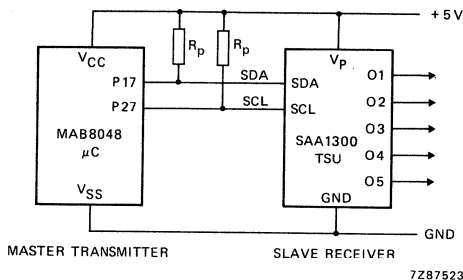 +5V
Rp Rp
VCC
VP
P17 SDA SDA O1
P27 SCL SCL O2
MAB8048
μC
SAA1300
TSU
O3
O4
O5
VSS
GND
GND
MASTER TRANSMITTER SLAVE RECEIVER
7Z87523